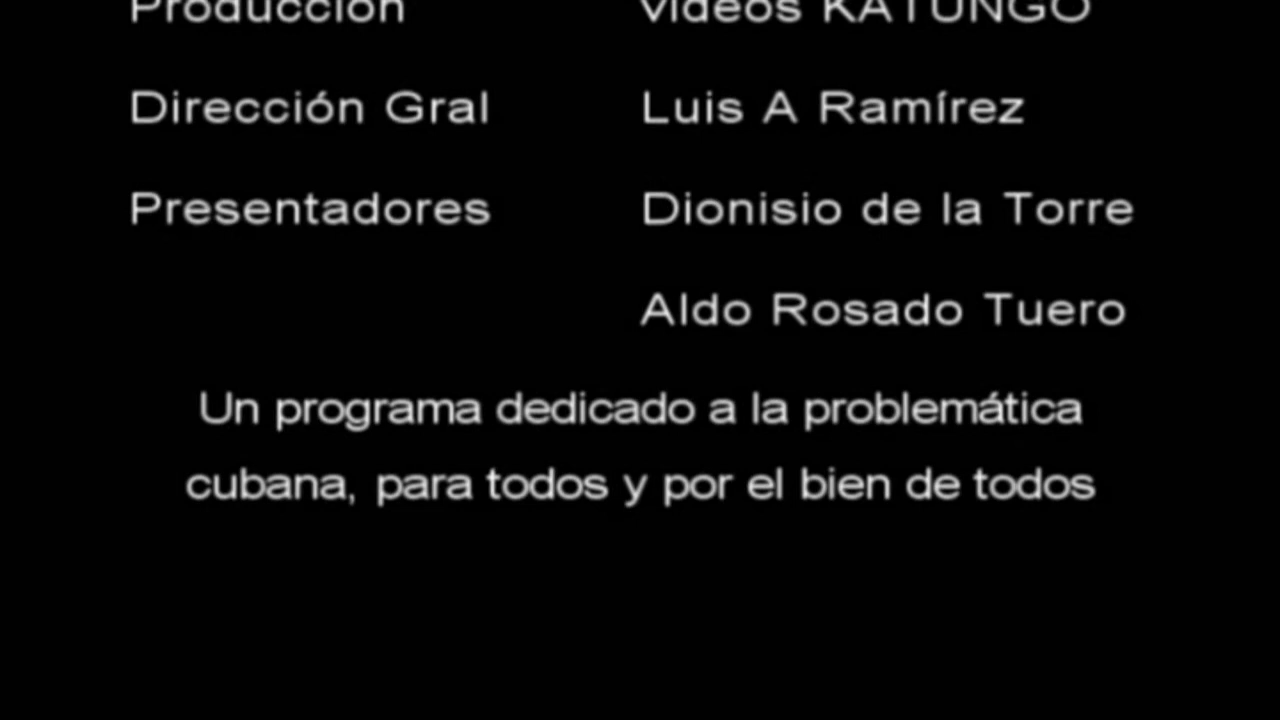 Producción videos KATUNGO
Dirección Gral Luis A Ramírez
Presentadores Dionisio de la Torre
Aldo Rosado Tuero
Un programa dedicado a la problemática
cubana, para todos y por el bien de todos